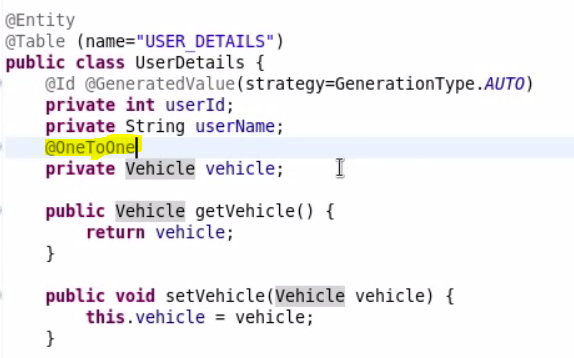 @Entity
@Table (name="USER_DETAILS")
public class UserDetails {
@Id @GeneratedValue(strategy=GenerationType.AUTO)
private int userId;
private String userName;
@OneToOne
private Vehicle vehicle;
public Vehicle getVehicle() {
return vehicle;
}
public void setVehicle(Vehicle vehicle) {
this.vehicle = vehicle;
}